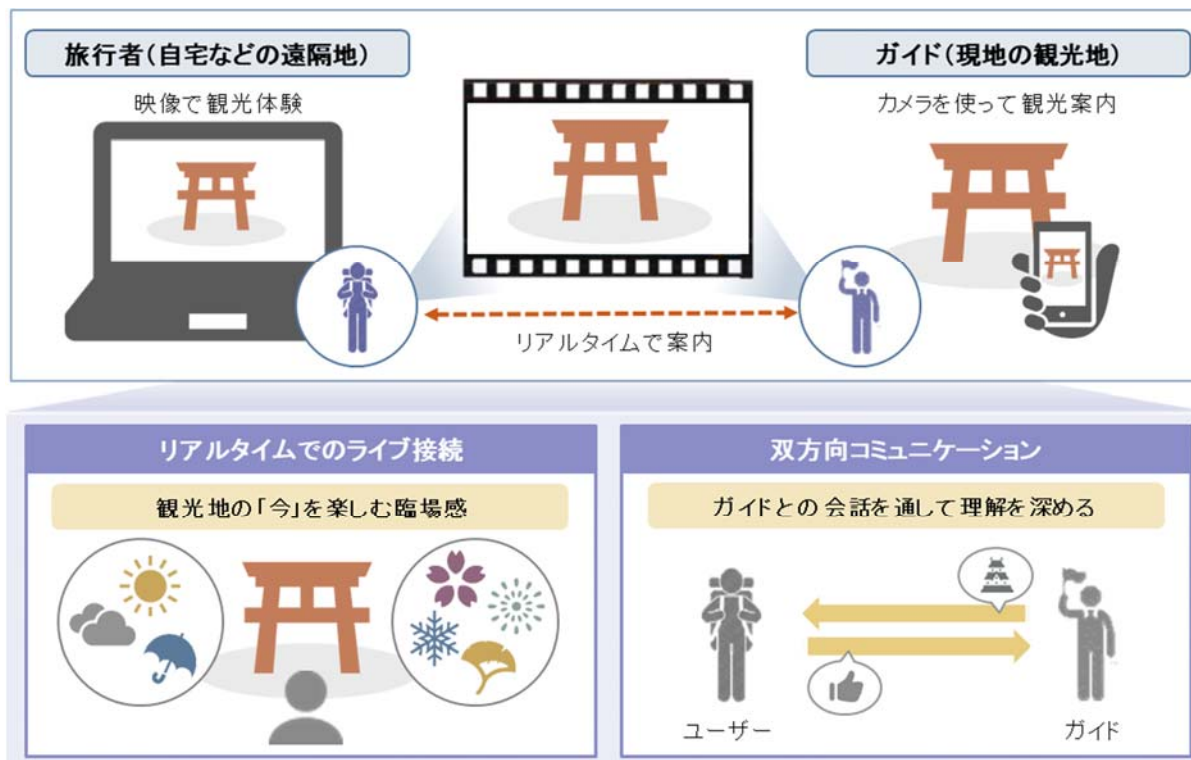 旅行者（自宅などの遠隔地）
映像で観光体験
ガイド（現地の観光地）
カメラを使って観光案内
リアルタイムで案内
リアルタイムでのライブ接続
観光地の「今」を楽しむ臨場感
双方向コミュニケーション
ガイドとの会話を通して理解を深める
ユーザー
ガイド